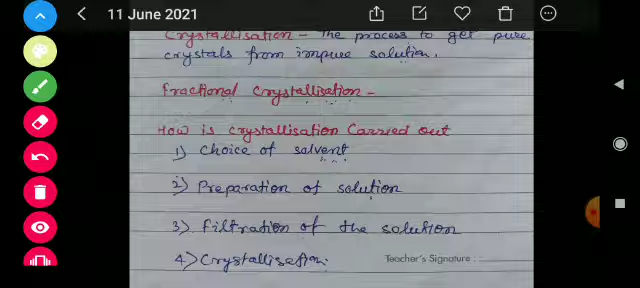 11 June 2021
Crystallisation - The process to get pure
crystals from impure solution.
Fractional Crystallisation -
How is crystallisation Carried out
1) Choice of solvent
2) Preparation of solution
3) Filtration of the solution
4) Crystallisation.
Teacher's Signature :